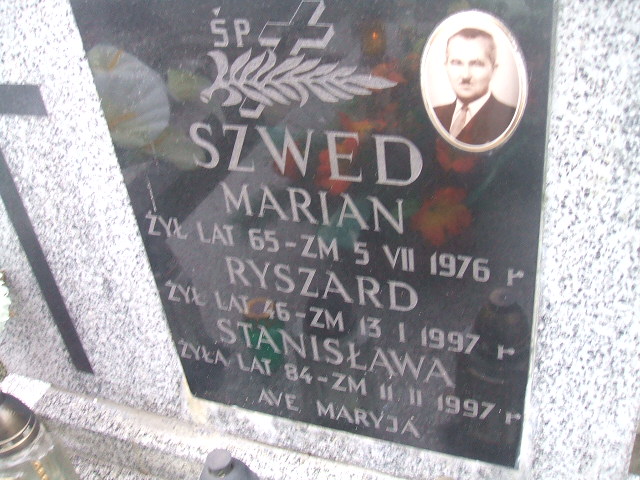 ŚP
SZWED
MARIAN
ŻYŁ LAT 65-ZM 5 VII 1976 r
RYSZARD
ŻYŁ LAT 46-ZM 13 I 1997 r
STANISŁAWA
ŻYŁA LAT 84-ZM 11 II 1997 r
AVE MARYJA